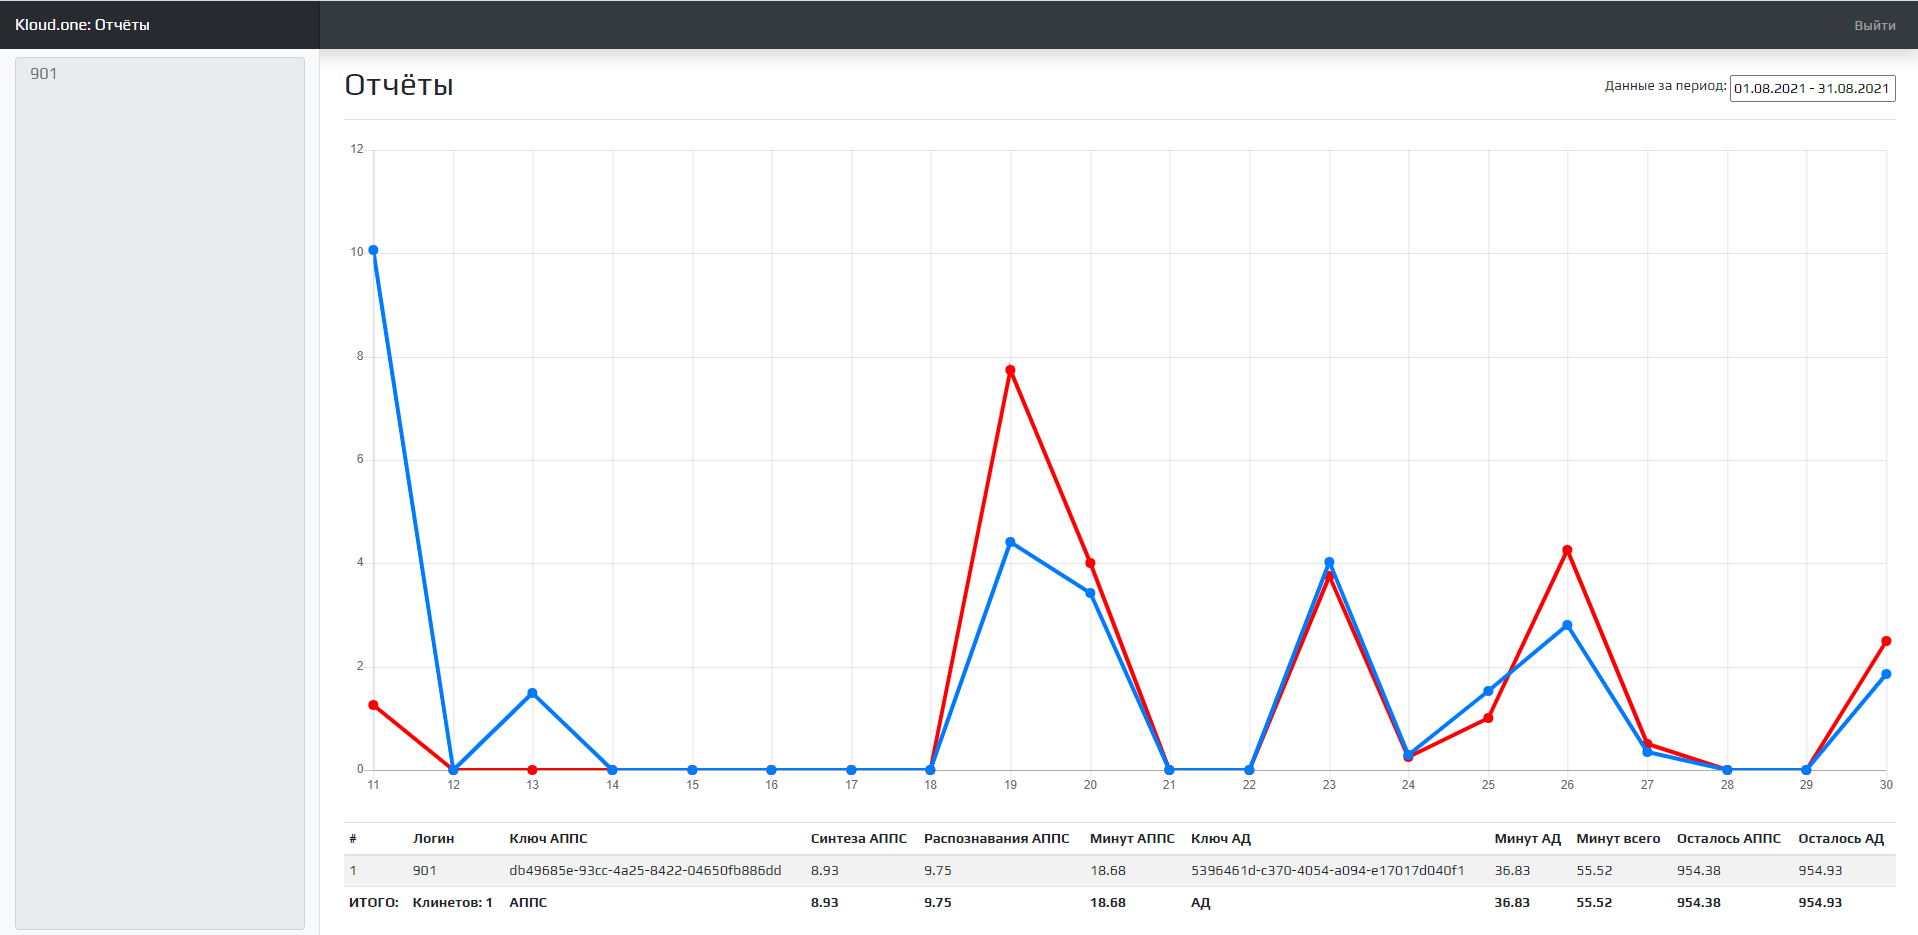 Kloud.one: Отчёты
Выйти
901
Отчёты
Данные за период: 01.08.2021 - 31.08.2021
12
10
8
6
4
2
0
11 12 13 14 15 16 17 18 19 20 21 22 23 24 25 26 27 28 29 30
# Логин Ключ АППС Синтеза АППС Распознавания АППС Минут АППС Ключ АД Минут АД Минут всего Осталось АППС Осталось АД
1 901 db49685e-93cc-4a25-8422-04650fb886dd 8.93 9.75 18.68 5396461d-c370-4054-a094-e17017d040f1 36.83 55.52 954.38 954.93
ИТОГО: Клинетов: 1 АППС 8.93 9.75 18.68 АД 36.83 55.52 954.38 954.93